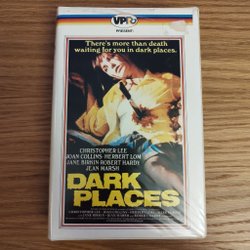 VPD
PRESENT:
There's more than death
waiting for you in dark places.
CHRISTOPHER LEE
JOAN COLLINS HERBERT LOM
JANE BIRKIN ROBERT HARDY
JEAN MARSH
DARK
PLACES